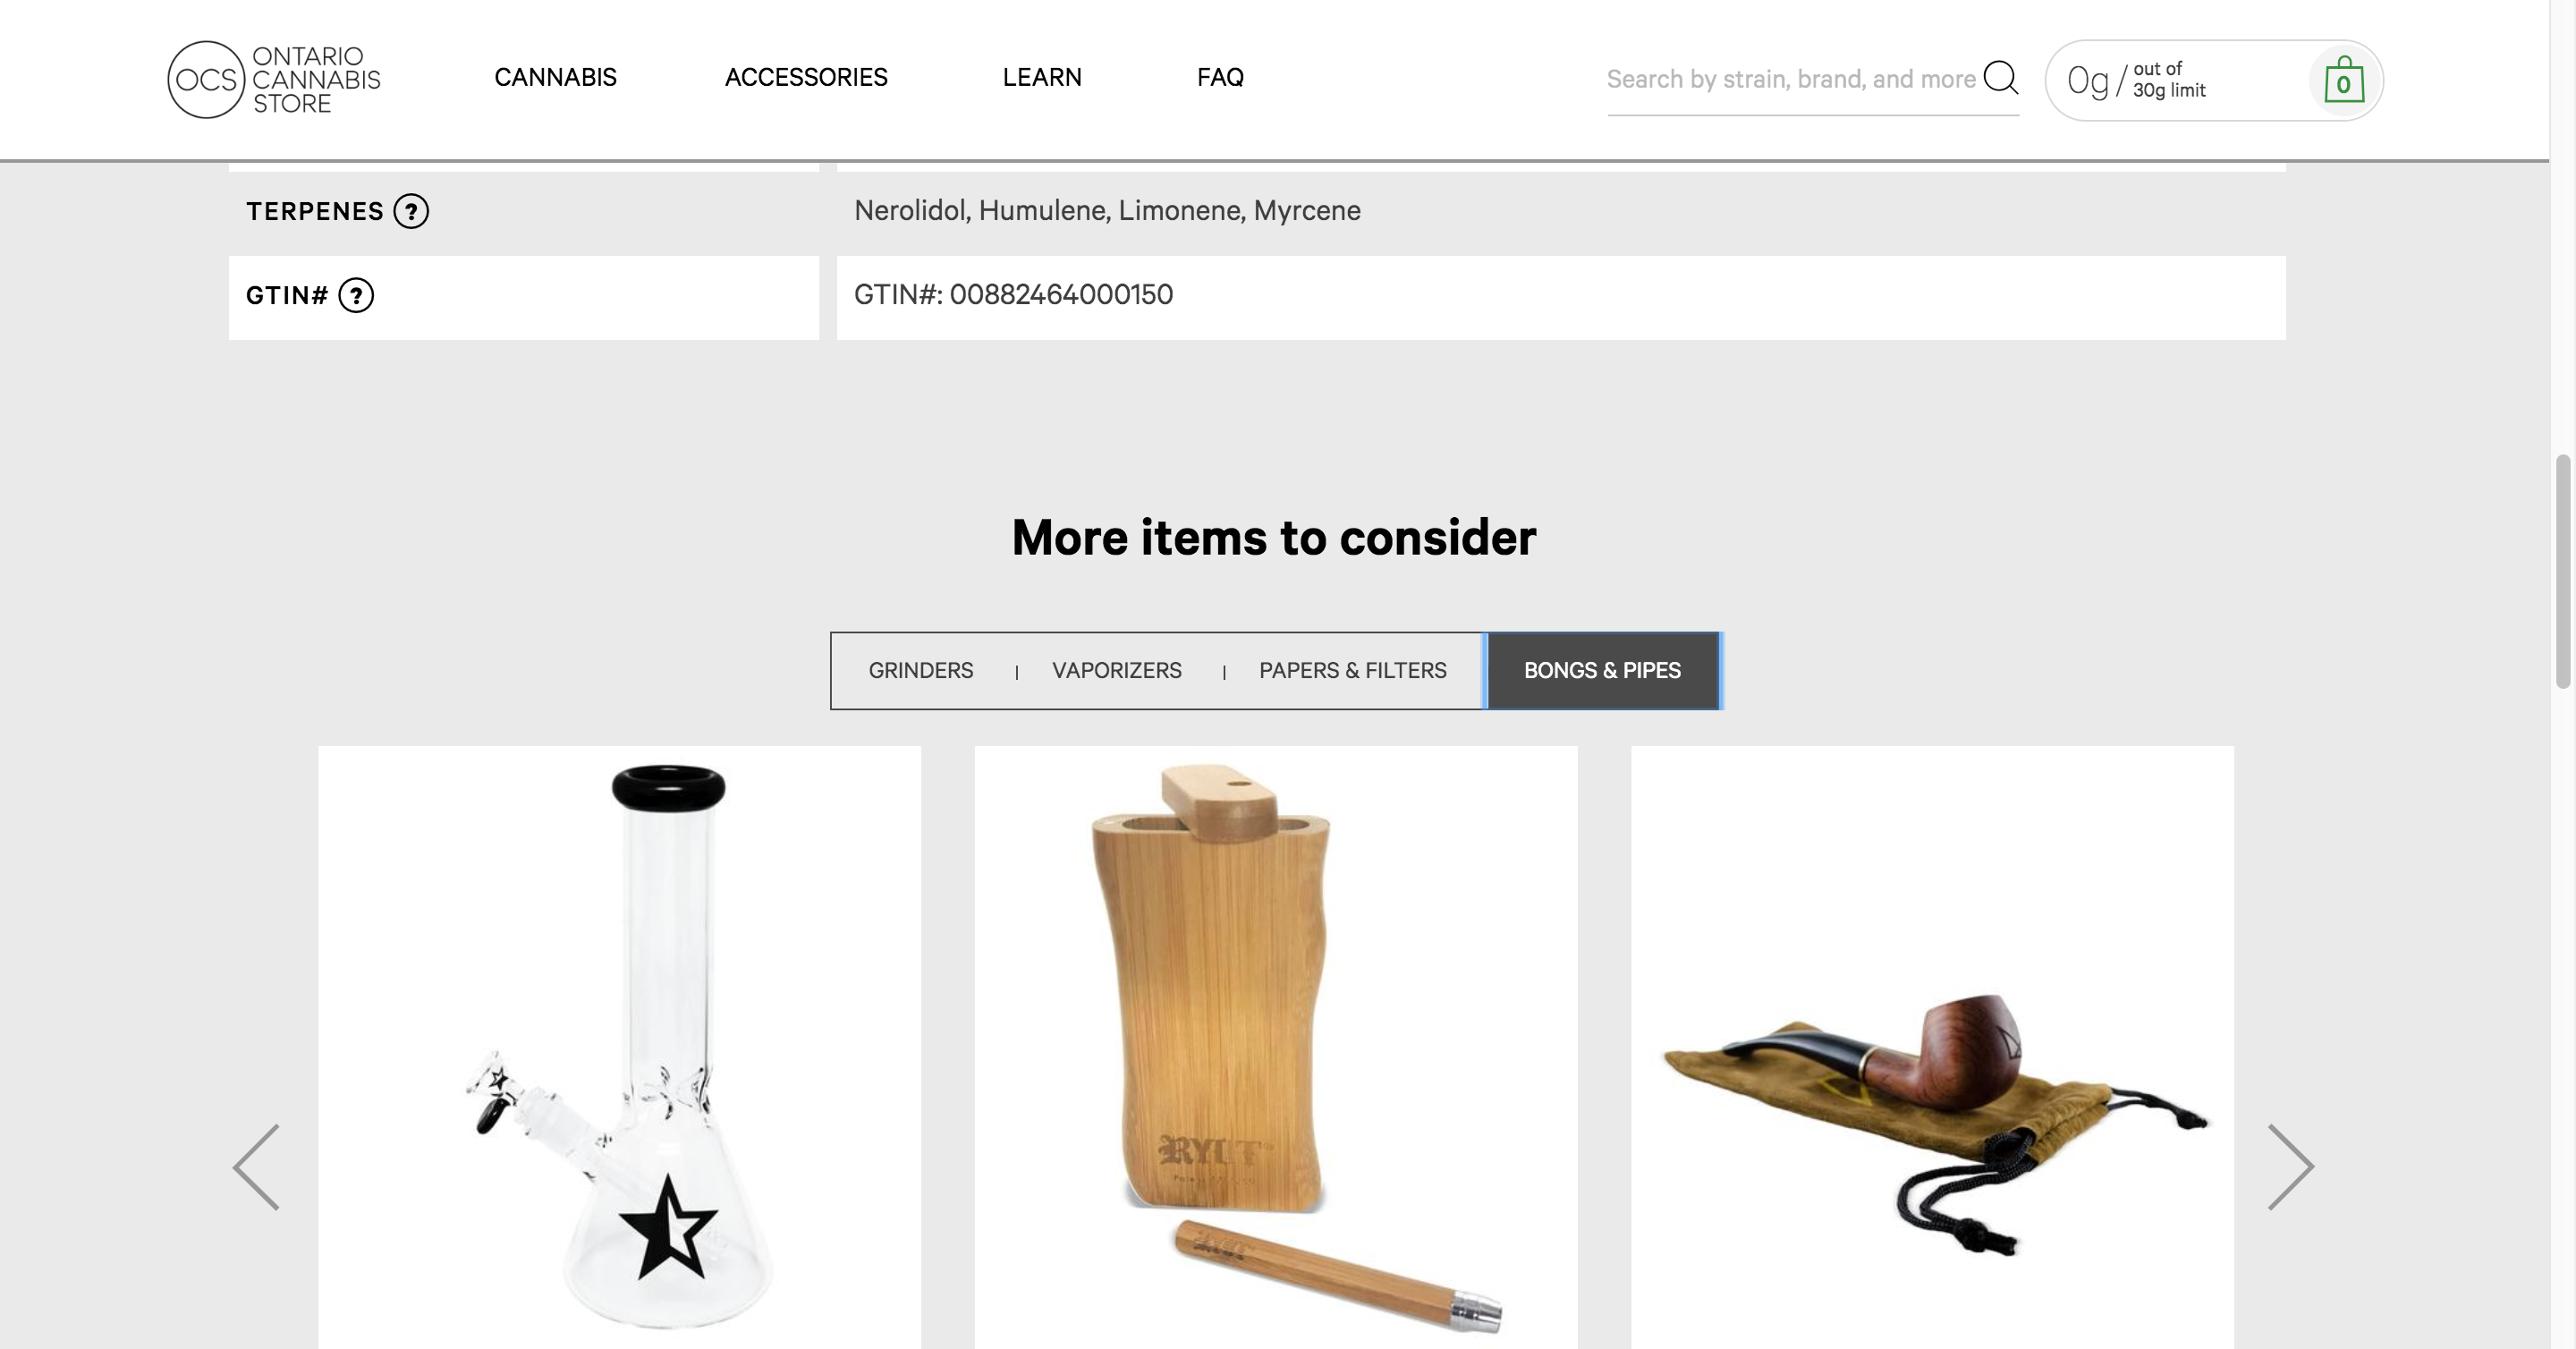 OCS
ONTARIO
CANNABIS
STORE
CANNABIS
ACCESSORIES
LEARN
FAQ
Search by strain, brand, and more
0g / out of
30g limit
0
TERPENES ?
Nerolidol, Humulene, Limonene, Myrcene
GTIN# ?
GTIN#: 00882464000150
More items to consider
GRINDERS | VAPORIZERS | PAPERS & FILTERS BONGS & PIPES
RYOT
RYOT